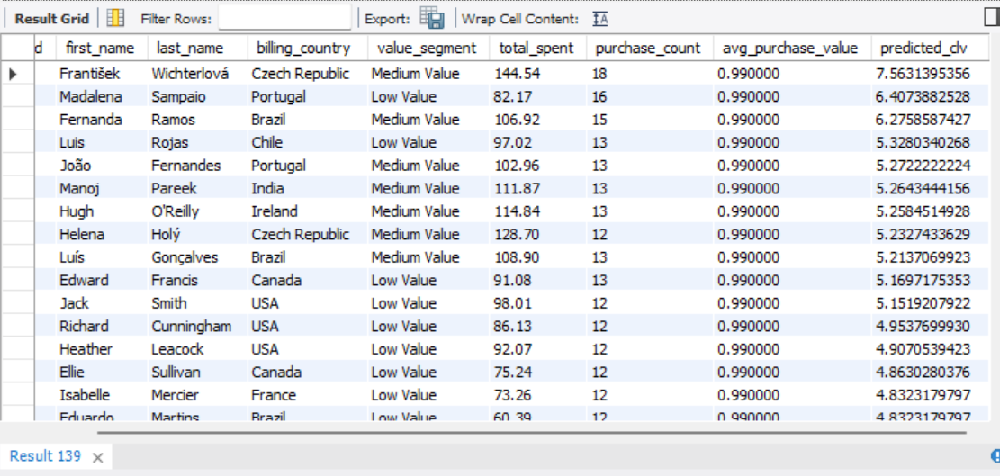 Result Grid Filter Rows: Export: Wrap Cell Content:
d first_name last_name billing_country value_segment total_spent purchase_count avg_purchase_value predicted_clv
František Wichterlová Czech Republic Medium Value 144.54 18 0.990000 7.5631395356
Madalena Sampaio Portugal Low Value 82.17 16 0.990000 6.4073882528
Fernanda Ramos Brazil Medium Value 106.92 15 0.990000 6.2758587427
Luis Rojas Chile Low Value 97.02 13 0.990000 5.3280340268
João Fernandes Portugal Medium Value 102.96 13 0.990000 5.2722222224
Manoj Pareek India Medium Value 111.87 13 0.990000 5.2643444156
Hugh O'Reilly Ireland Medium Value 114.84 13 0.990000 5.2584514928
Helena Holý Czech Republic Medium Value 128.70 12 0.990000 5.2327433629
Luís Gonçalves Brazil Medium Value 108.90 13 0.990000 5.2137069923
Edward Francis Canada Low Value 91.08 13 0.990000 5.1697175353
Jack Smith USA Low Value 98.01 12 0.990000 5.1519207922
Richard Cunningham USA Low Value 86.13 12 0.990000 4.9537699930
Heather Leacock USA Low Value 92.07 12 0.990000 4.9070539423
Ellie Sullivan Canada Low Value 75.24 12 0.990000 4.8630280376
Isabelle Mercier France Low Value 73.26 12 0.990000 4.8323179797
Eduardo Martins Brazil Low Value 60.39 12 0.990000 4.8323179797
Result 139